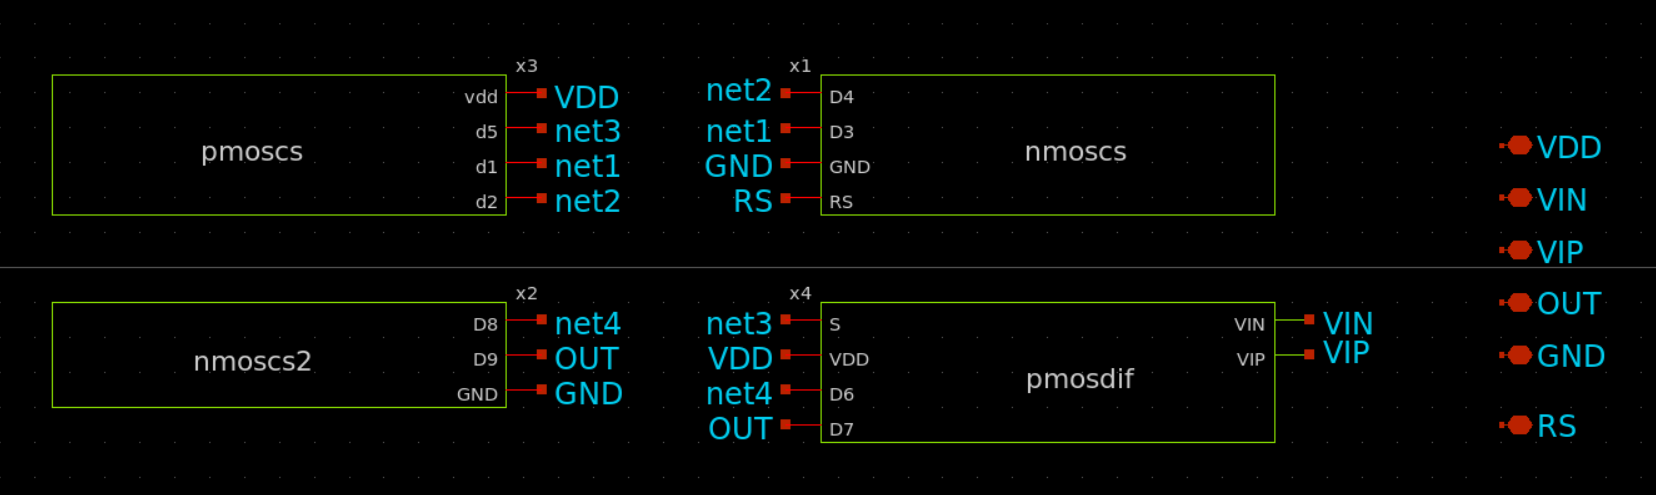 x3
vdd VDD
d5 net3
pmoscs
d1 net1
d2 net2
x1
net2 D4
net1 D3
nmoscs
GND GND
RS RS
x2
D8 net4
nmoscs2
D9 OUT
GND GND
x4
net3 S VIN VIN
VDD VDD VIP VIP
pmosdif
net4 D6
OUT D7
VDD
VIN
VIP
OUT
GND
RS